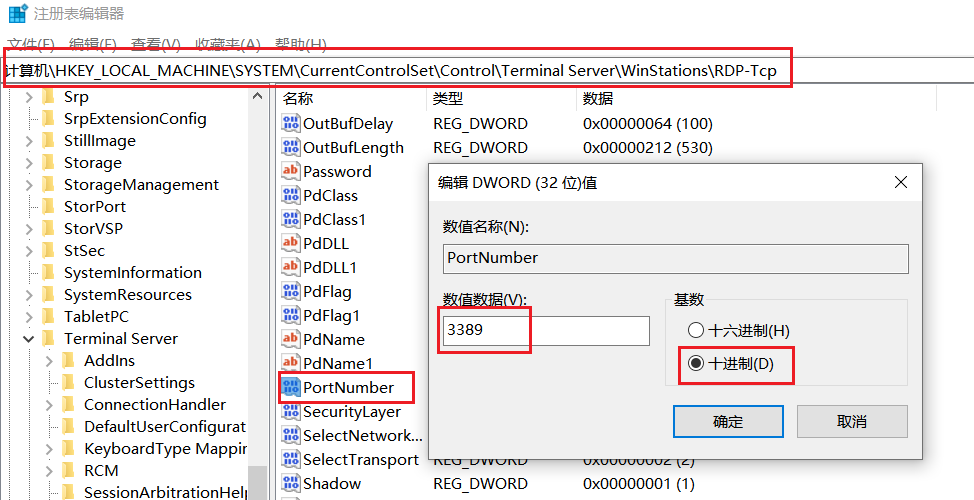 注册表编辑器
文件(F) 编辑(E) 查看(V) 收藏夹(A) 帮助(H)
计算机\HKEY_LOCAL_MACHINE\SYSTEM\CurrentControlSet\Control\Terminal Server\WinStations\RDP-Tcp
Srp
SrpExtensionConfig
StillImage
Storage
StorageManagement
StorPort
StorVSP
StSec
SystemInformation
SystemResources
TabletPC
Terminal Server
AddIns
ClusterSettings
ConnectionHandler
DefaultUserConfigurat
KeyboardType Mappin
RCM
SessionArbitrationHelp
名称 类型 数据
OutBufDelay REG_DWORD 0x00000064 (100)
OutBufLength REG_DWORD 0x00000212 (530)
Password
PdClass
PdClass1
PdDLL
PdDLL1
PdFlag
PdFlag1
PdName
PdName1
PortNumber
SecurityLayer
SelectNetwork...
SelectTransport REG_DWORD 0x00000002 (2)
Shadow REG_DWORD 0x00000001 (1)
编辑 DWORD (32 位)值
数值名称(N):
PortNumber
数值数据(V):
3389
基数
十六进制(H)
十进制(D)
确定 取消